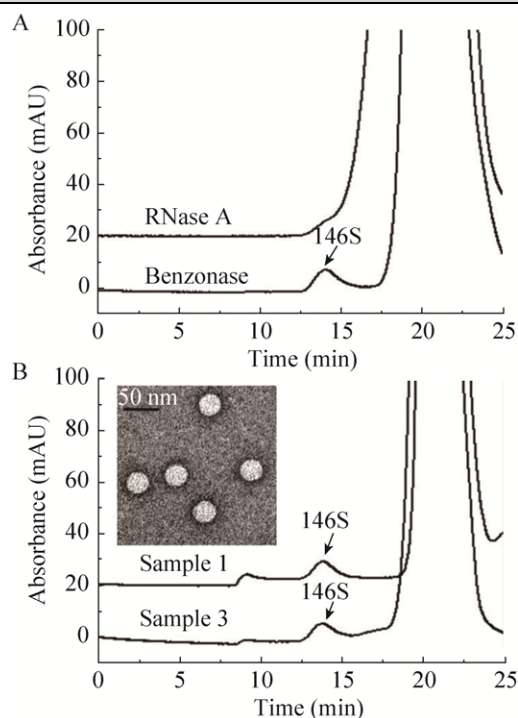 A
100
80
60
40
20
0
Absorbance (mAU)
RNase A
146S
Benzonase
0 5 10 15 20 25
Time (min)
B
100
80
60
40
20
0
Absorbance (mAU)
50 nm
146S
Sample 1
146S
Sample 3
0 5 10 15 20 25
Time (min)